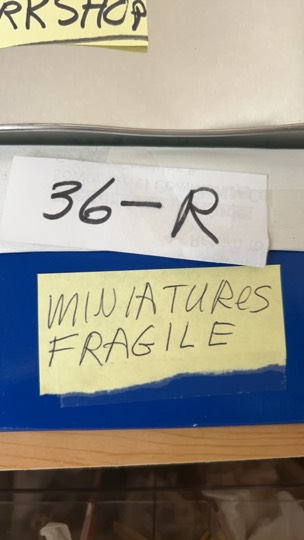 RKSHOP
36-R
MINIATURES
FRAGILE